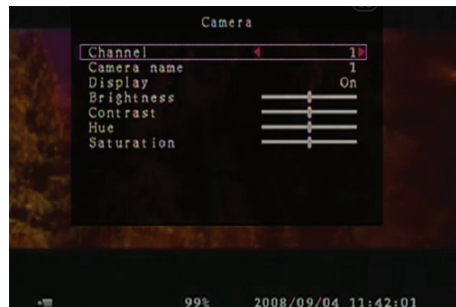 Camera
Channel 1
Camera name 1
Display On
Brightness
Contrast
Hue
Saturation
99% 2008/09/04 11:42:01